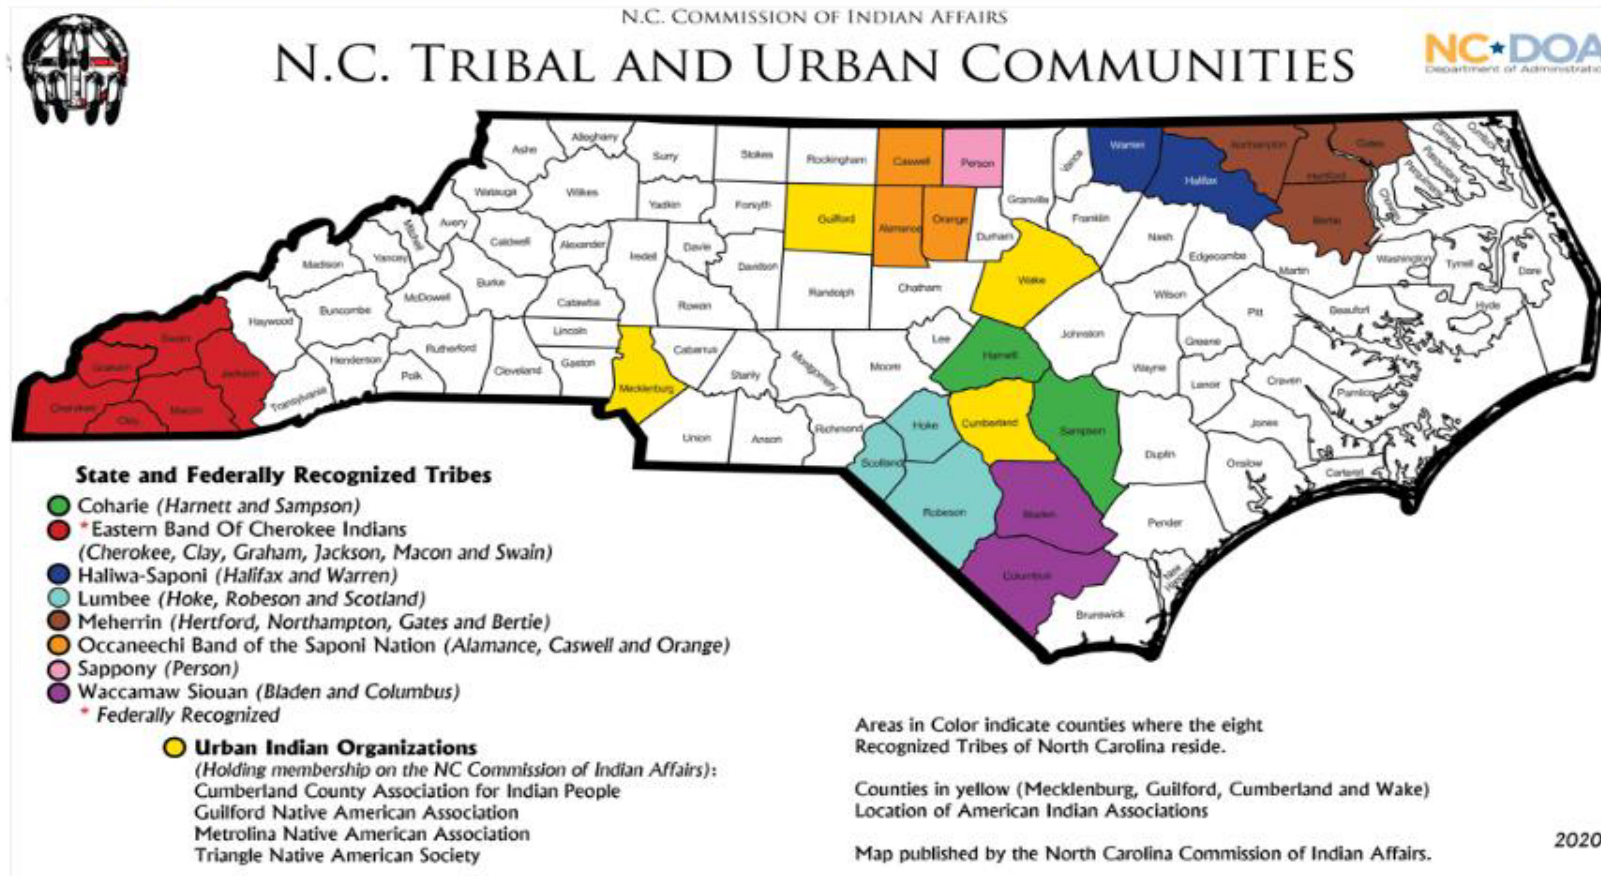 N.C. COMMISSION OF INDIAN AFFAIRS
N.C. TRIBAL AND URBAN COMMUNITIES
NC DOA
Department of Administratio
Ashe
Alleghany
Surry
Stokes
Rockingham
Caswell
Person
Vance
Warren
Northampton
Gates
Camden
Currituck
Pasquotank
Perquimans
Watauga
Wilkes
Yadkin
Forsyth
Guilford
Alamance
Orange
Durham
Granville
Franklin
Halifax
Hertford
Bertie
Chowan
Mitchell
Avery
Caldwell
Alexander
Iredell
Davie
Davidson
Randolph
Chatham
Wake
Nash
Edgecombe
Martin
Washington
Tyrrell
Dare
Madison
Yancey
McDowell
Burke
Catawba
Rowan
Wilson
Pitt
Beaufort
Hyde
Haywood
Buncombe
Rutherford
Lincoln
Gaston
Cleveland
Cabarrus
Stanly
Montgomery
Moore
Lee
Harnett
Johnston
Wayne
Greene
Lenoir
Craven
Pamlico
Swain
Graham
Jackson
Cherokee
Clay
Macon
Transylvania
Henderson
Polk
Mecklenburg
Union
Anson
Richmond
Scotland
Hoke
Cumberland
Sampson
Duplin
Jones
Onslow
Carteret
Robeson
Bladen
Pender
Columbus
Brunswick
New
State and Federally Recognized Tribes
Coharie (Harnett and Sampson)
*Eastern Band Of Cherokee Indians
(Cherokee, Clay, Graham, Jackson, Macon and Swain)
Haliwa-Saponi (Halifax and Warren)
Lumbee (Hoke, Robeson and Scotland)
Meherrin (Hertford, Northampton, Gates and Bertie)
Occaneechi Band of the Saponi Nation (Alamance, Caswell and Orange)
Sappony (Person)
Waccamaw Siouan (Bladen and Columbus)
* Federally Recognized
Urban Indian Organizations
(Holding membership on the NC Commission of Indian Affairs):
Cumberland County Association for Indian People
Guilford Native American Association
Metrolina Native American Association
Triangle Native American Society
Areas in Color indicate counties where the eight
Recognized Tribes of North Carolina reside.
Counties in yellow (Mecklenburg, Guilford, Cumberland and Wake)
Location of American Indian Associations
Map published by the North Carolina Commission of Indian Affairs.
2020